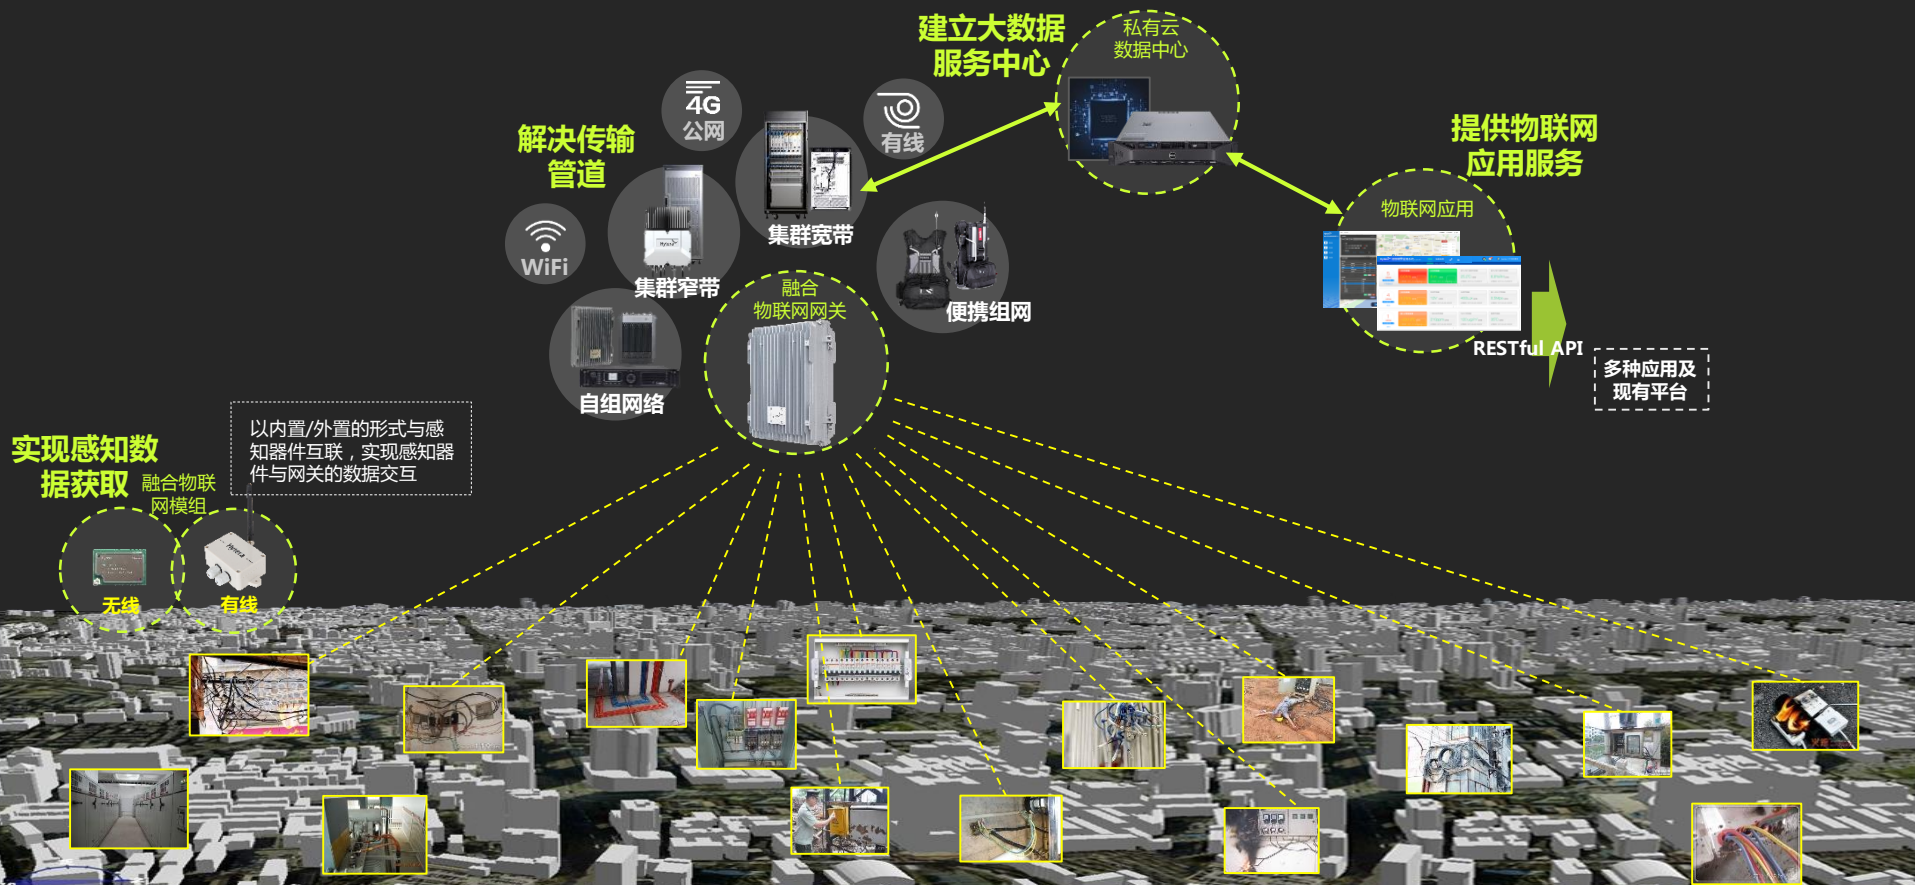 建立大数据
服务中心
私有云
数据中心
4G
公网
有线
解决传输
管道
提供物联网
应用服务
物联网应用
WiFi
集群窄带
Hytera
集群宽带
便携组网
融合
物联网网关
自组网络
RESTful API
多种应用及
现有平台
实现感知数
据获取
融合物联
网模组
以内置/外置的形式与感
知器件互联，实现感知器
件与网关的数据交互
Hytera
无线
有线